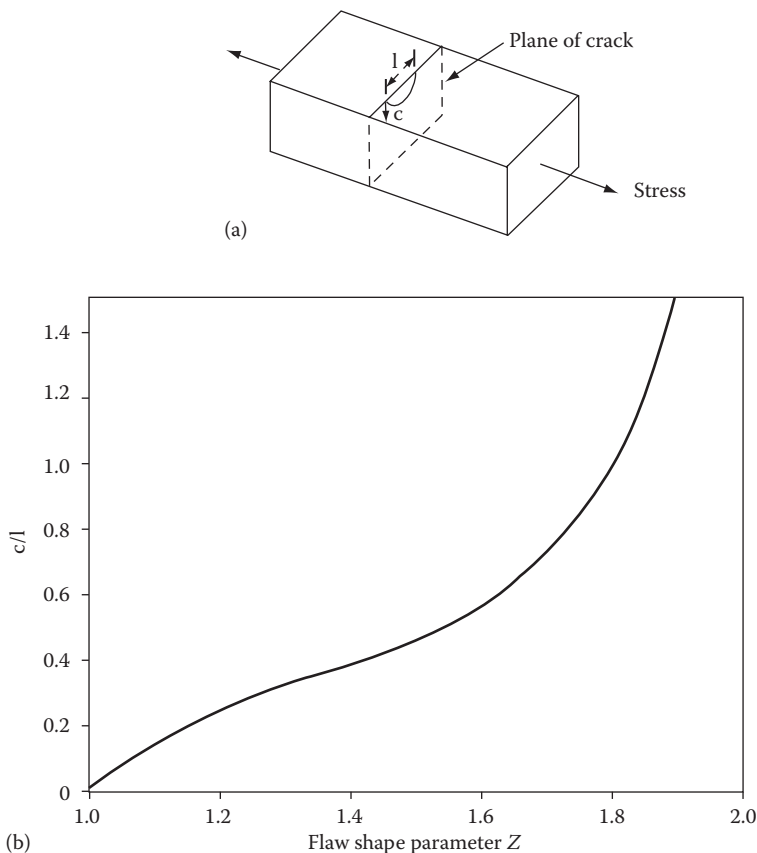 Plane of crack
l
c
Stress
(a)
1.4
1.2
1.0
0.8
0.6
0.4
0.2
0
c/l
1.0 1.2 1.4 1.6 1.8 2.0
(b) Flaw shape parameter Z